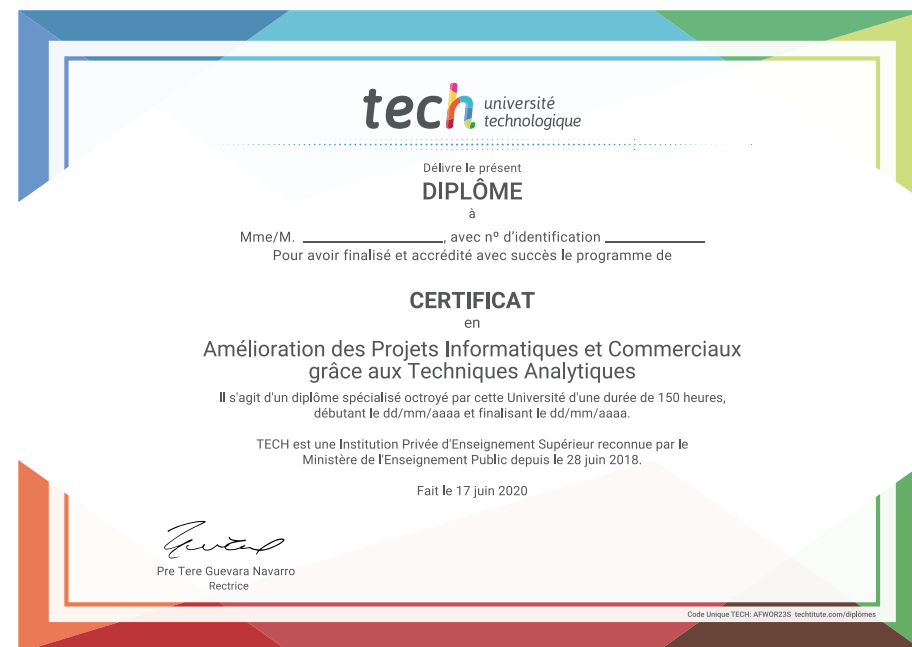 tech université
technologique
Délivre le présent
DIPLÔME
à
Mme/M. ____________________, avec nº d'identification ______________
Pour avoir finalisé et accrédité avec succès le programme de
CERTIFICAT
en
Amélioration des Projets Informatiques et Commerciaux
grâce aux Techniques Analytiques
Il s'agit d'un diplôme spécialisé octroyé par cette Université d'une durée de 150 heures,
débutant le dd/mm/aaaa et finalisant le dd/mm/aaaa.
TECH est une Institution Privée d'Enseignement Supérieur reconnue par le
Ministère de l'Enseignement Public depuis le 28 juin 2018.
Fait le 17 juin 2020
Pre Tere Guevara Navarro
Rectrice
Code Unique TECH: AFWOR23S techtitute.com/diplômes